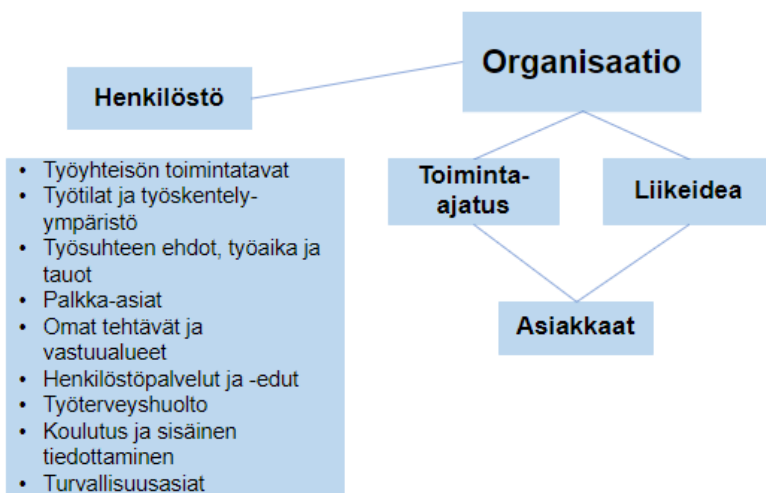 Organisaatio
Henkilöstö
• Työyhteisön toimintatavat
• Työtilat ja työskentely-
ympäristö
• Työsuhteen ehdot, työaika ja
tauot
• Palkka-asiat
• Omat tehtävät ja
vastuualueet
• Henkilöstöpalvelut ja -edut
• Työterveyshuolto
• Koulutus ja sisäinen
tiedottaminen
• Turvallisuusasiat
Toiminta-
ajatus
Liikeidea
Asiakkaat